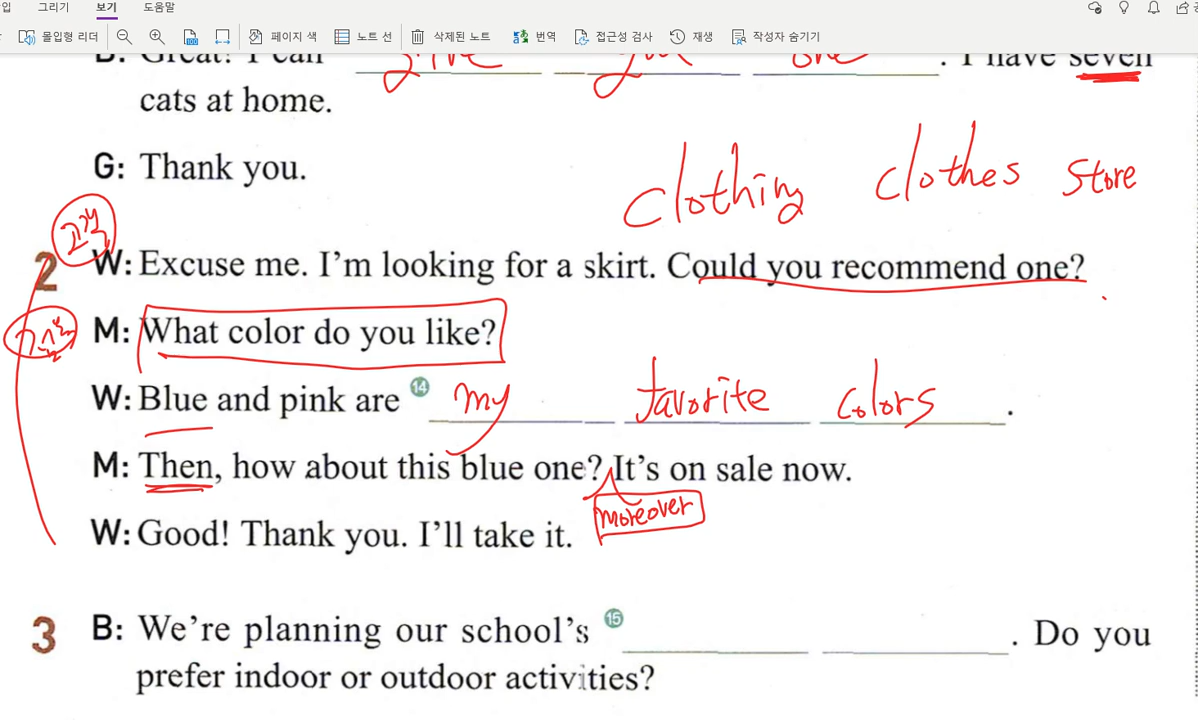 그리기 보기 도움말
몰입형 리더 페이지 색 노트 선 삭제된 노트 번역 접근성 검사 재생 작성자 숨기기
B: Great! I can give you one . I have seven
cats at home.
G: Thank you.
clothing clothes store
고객
2 W: Excuse me. I'm looking for a skirt. Could you recommend one?
M: What color do you like?
W: Blue and pink are ⑭ my favorite colors .
M: Then, how about this blue one? It's on sale now.
moreover
W: Good! Thank you. I'll take it.
3 B: We're planning our school's ⑮ . Do you
prefer indoor or outdoor activities?